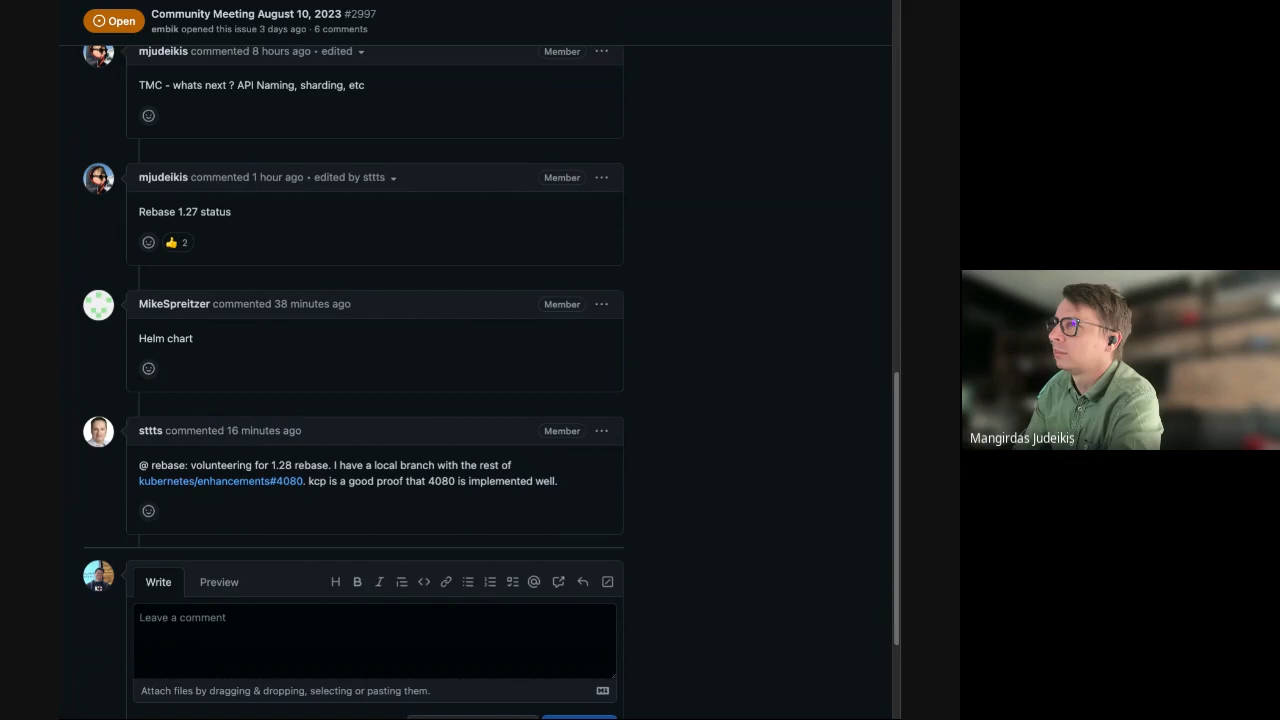 Open
Community Meeting August 10, 2023 #2997
embik opened this issue 3 days ago · 6 comments
mjudeikis commented 8 hours ago • edited
Member
TMC - whats next ? API Naming, sharding, etc
mjudeikis commented 1 hour ago • edited by sttts
Member
Rebase 1.27 status
👍 2
MikeSpreitzer commented 38 minutes ago
Member
Helm chart
sttts commented 16 minutes ago
Member
@ rebase: volunteering for 1.28 rebase. I have a local branch with the rest of
kubernetes/enhancements#4080. kcp is a good proof that 4080 is implemented well.
Write
Preview
Leave a comment
Attach files by dragging & dropping, selecting or pasting them.
Mangirdas Judeikis